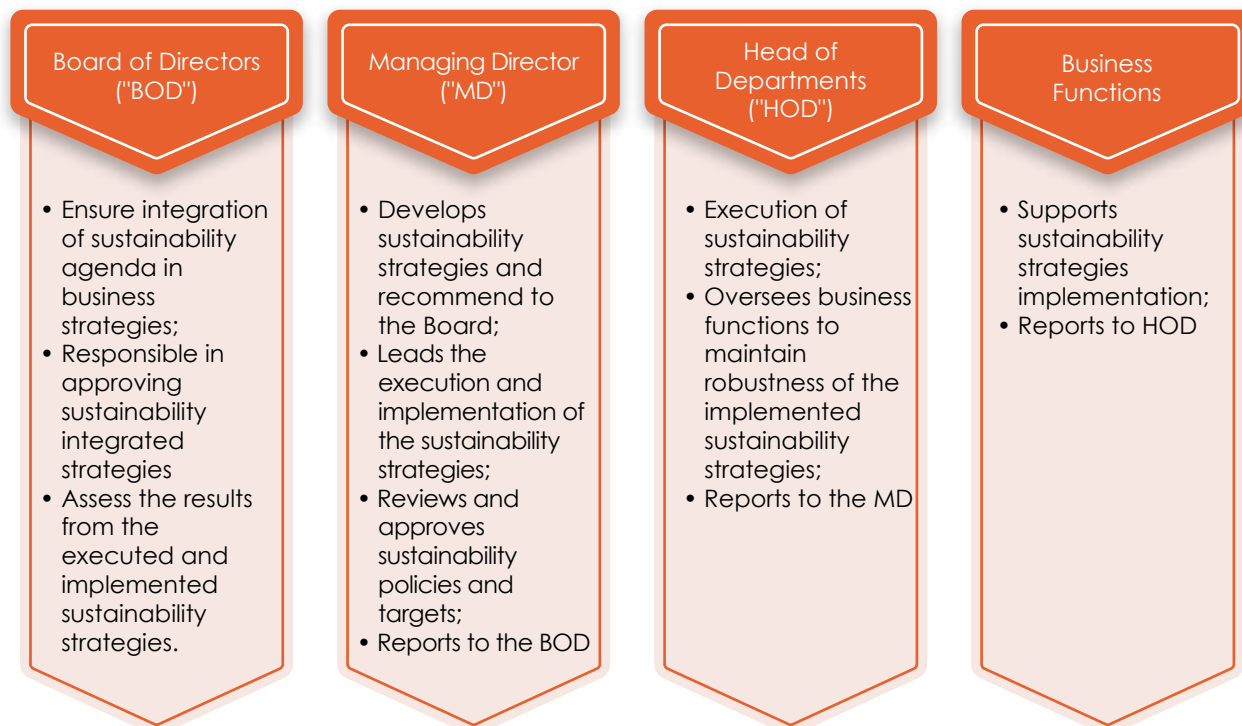 Board of Directors
("BOD")
• Ensure integration
of sustainability
agenda in
business
strategies;
• Responsible in
approving
sustainability
integrated
strategies
• Assess the results
from the
executed and
implemented
sustainability
strategies.
Managing Director
("MD")
• Develops
sustainability
strategies and
recommend to
the Board;
• Leads the
execution and
implementation of
the sustainability
strategies;
• Reviews and
approves
sustainability
policies and
targets;
• Reports to the BOD
Head of
Departments
("HOD")
• Execution of
sustainability
strategies;
• Oversees business
functions to
maintain
robustness of the
implemented
sustainability
strategies;
• Reports to the MD
Business
Functions
• Supports
sustainability
strategies
implementation;
• Reports to HOD